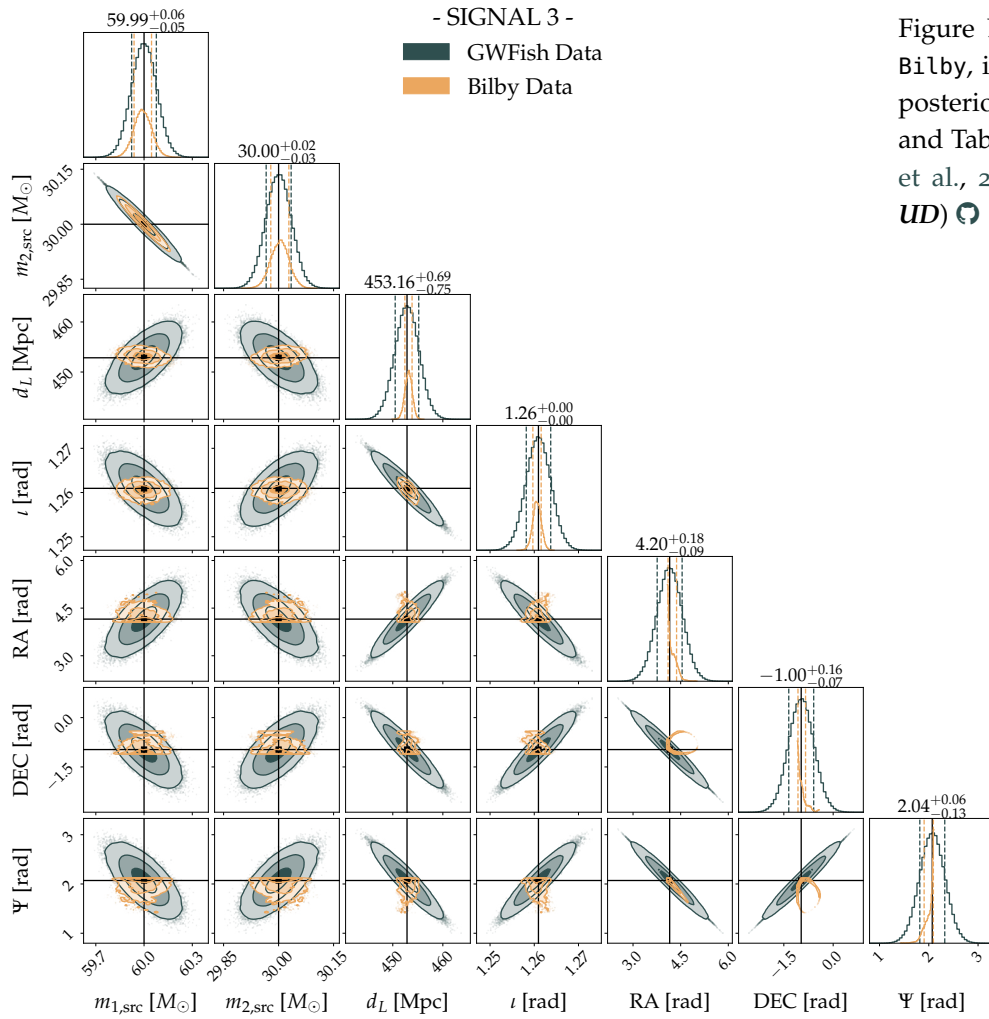 - SIGNAL 3 -
GWFish Data
Bilby Data
Figure 1
Bilby, i
posterio
and Tab
et al., 2
UD)
59.99+0.06−0.05
30.00+0.02−0.03
453.16+0.69−0.75
1.26+0.00−0.00
4.20+0.18−0.09
−1.00+0.16−0.07
2.04+0.06−0.13
m2,src [M⊙]
30.15
30.00
29.85
dL [Mpc]
460
450
ι [rad]
1.27
1.26
1.25
RA [rad]
6.0
4.5
3.0
DEC [rad]
0.0
−1.5
Ψ [rad]
3
2
1
59.7 60.0 60.3
29.85 30.00 30.15
450 460
1.25 1.26 1.27
3.0 4.5 6.0
−1.5 0.0
1 2 3
m1,src [M⊙] m2,src [M⊙] dL [Mpc] ι [rad] RA [rad] DEC [rad] Ψ [rad]